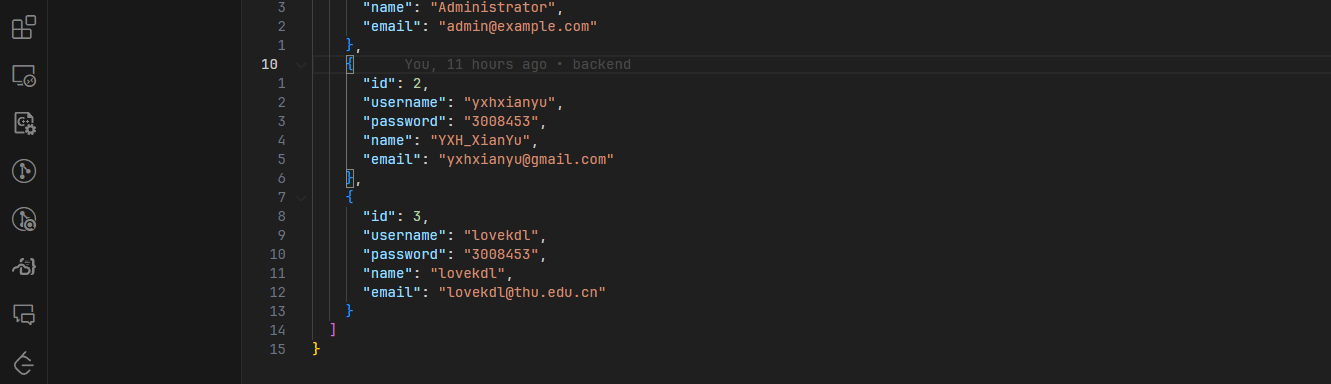 3 "name": "Administrator",
2 "email": "admin@example.com"
1 },
10 { You, 11 hours ago • backend
1 "id": 2,
2 "username": "yxhxianyu",
3 "password": "3008453",
4 "name": "YXH_XianYu",
5 "email": "yxhxianyu@gmail.com"
6 },
7 {
8 "id": 3,
9 "username": "lovekdl",
10 "password": "3008453",
11 "name": "lovekdl",
12 "email": "lovekdl@thu.edu.cn"
13 }
14 ]
15 }